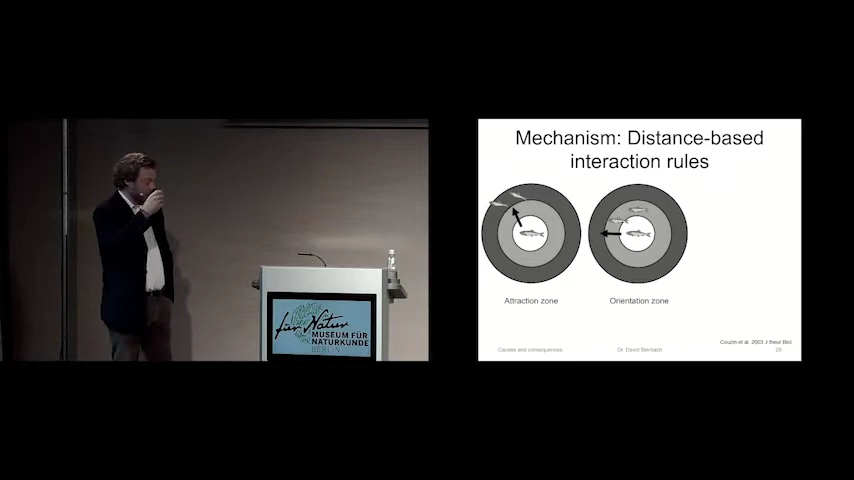 Mechanism: Distance-based
interaction rules
Attraction zone
Orientation zone
Couzin et al. 2003 J theor Biol
Causes and consequences
Dr. David Bierbach
28
für Natur
MUSEUM FÜR
NATURKUNDE
BERLIN